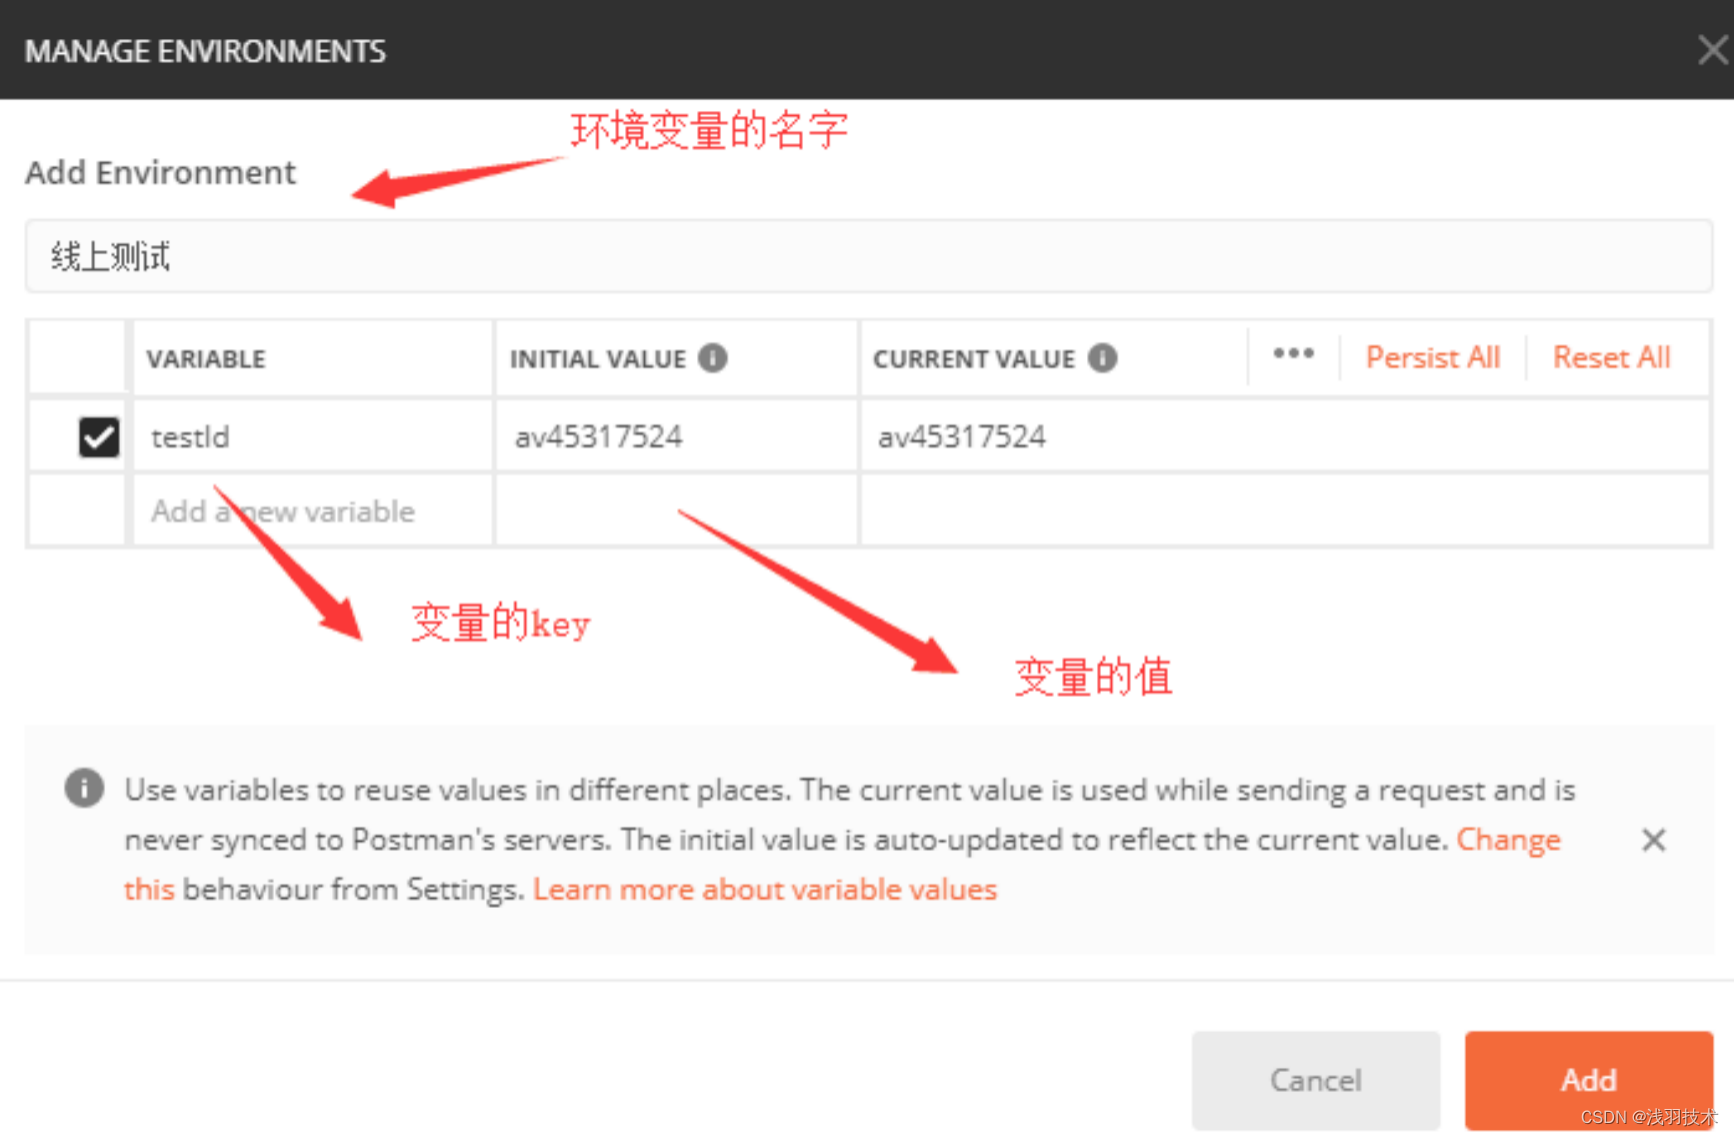 MANAGE ENVIRONMENTS
环境变量的名字
Add Environment
线上测试
VARIABLE INITIAL VALUE CURRENT VALUE Persist All Reset All
testId av45317524 av45317524
Add a new variable
变量的key
变量的值
Use variables to reuse values in different places. The current value is used while sending a request and is
never synced to Postman's servers. The initial value is auto-updated to reflect the current value. Change
this behaviour from Settings. Learn more about variable values
Cancel Add
CSDN @浅羽技术